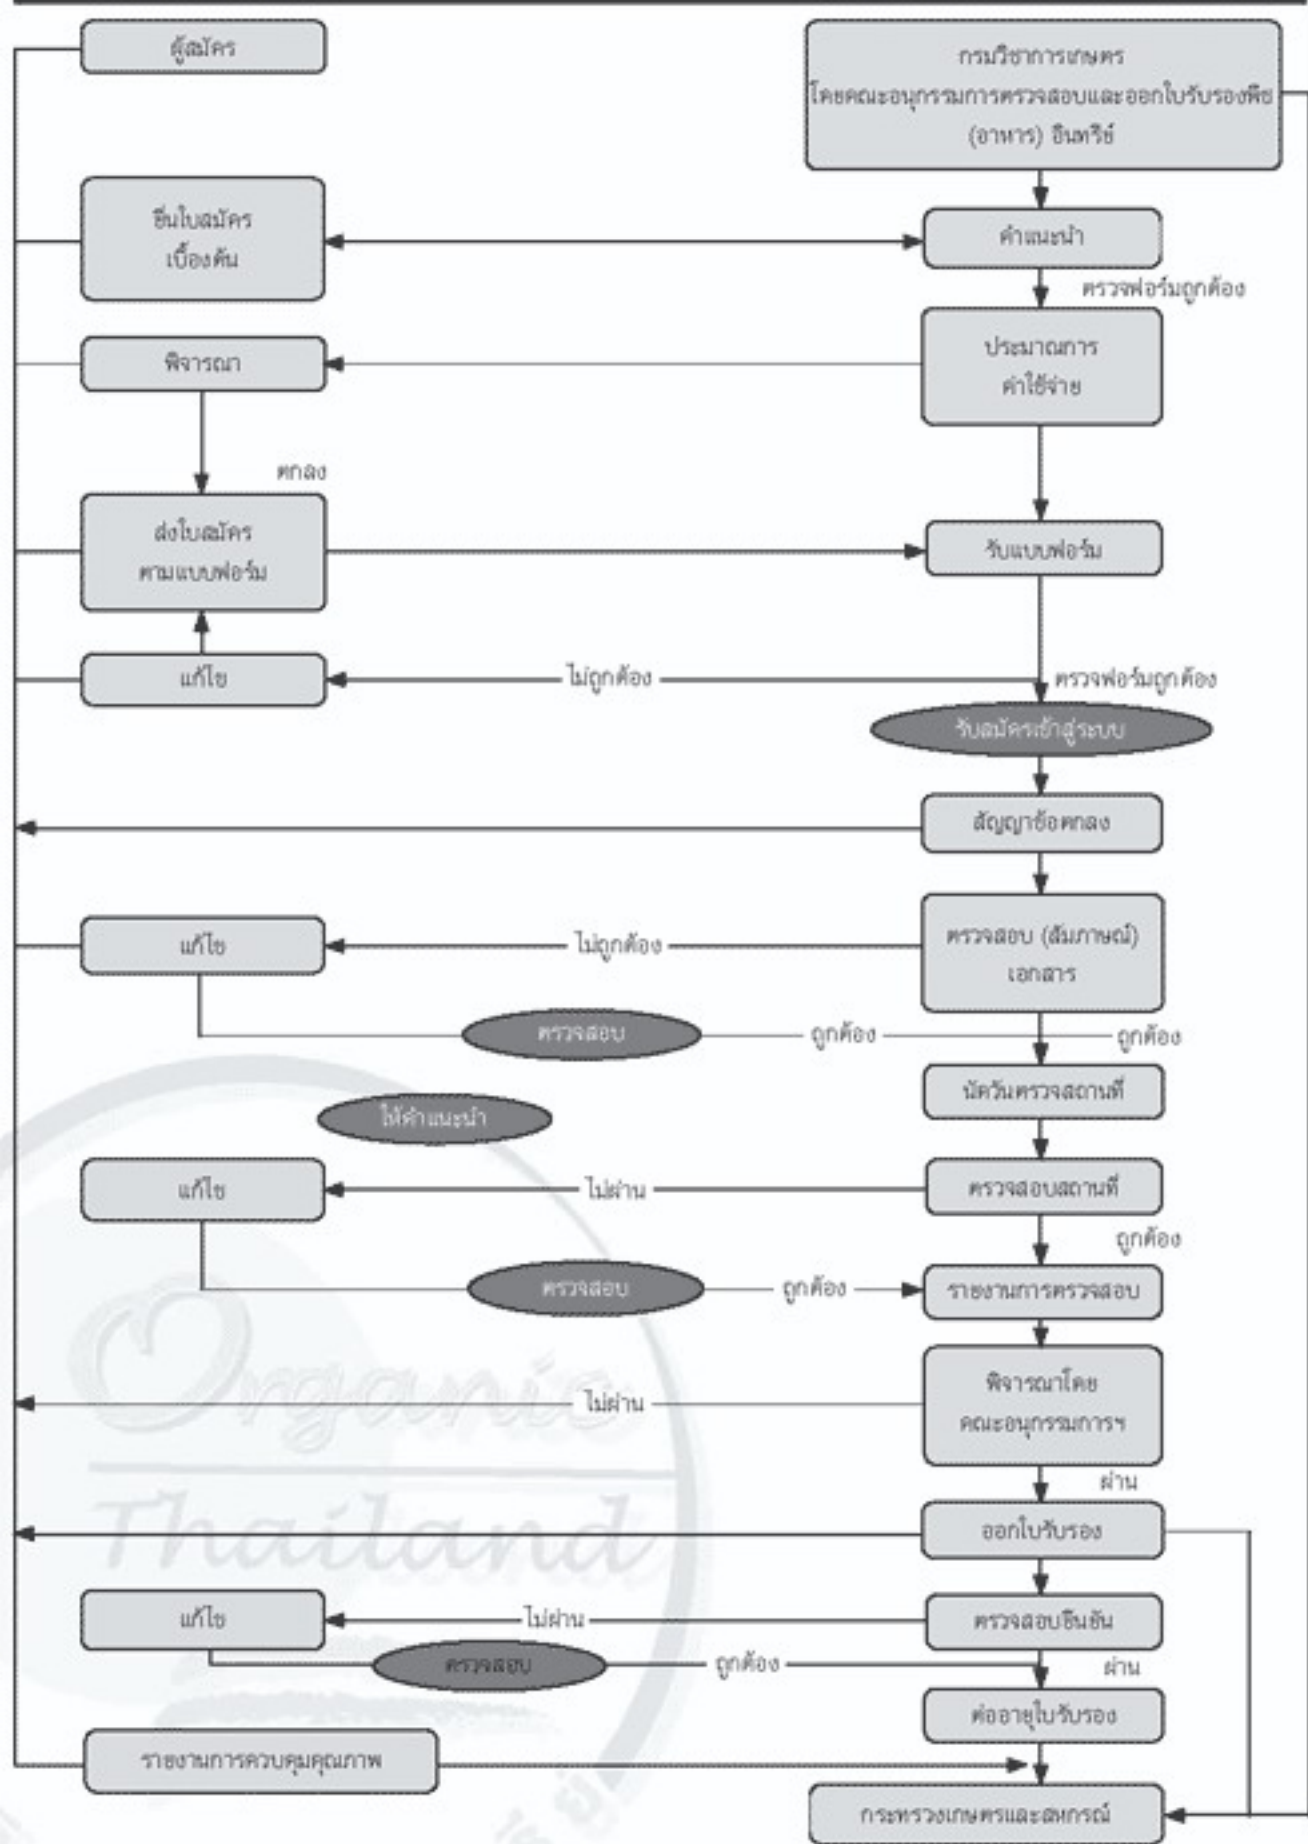 ผู้สมัคร
กรมวิชาการเกษตร
โดยคณะอนุกรรมการตรวจสอบและออกใบรับรองพืช
(อาหาร) อินทรีย์
ยื่นใบสมัคร
เบื้องต้น
คำแนะนำ
ตรวจฟอร์มถูกต้อง
พิจารณา
ประมาณการ
ค่าใช้จ่าย
ตกลง
ส่งใบสมัคร
ตามแบบฟอร์ม
รับแบบฟอร์ม
แก้ไข
ไม่ถูกต้อง
ตรวจฟอร์มถูกต้อง
รับสมัครเข้าสู่ระบบ
สัญญาข้อตกลง
แก้ไข
ไม่ถูกต้อง
ตรวจสอบ (สัมภาษณ์)
เอกสาร
ตรวจสอบ
ถูกต้อง
ถูกต้อง
นัดวันตรวจสถานที่
ให้คำแนะนำ
แก้ไข
ไม่ผ่าน
ตรวจสอบสถานที่
ถูกต้อง
ตรวจสอบ
ถูกต้อง
รายงานการตรวจสอบ
พิจารณาโดย
คณะอนุกรรมการฯ
ไม่ผ่าน
Organic
Thailand
ผ่าน
ออกใบรับรอง
แก้ไข
ไม่ผ่าน
ตรวจสอบยืนยัน
ตรวจสอบ
ถูกต้อง
ผ่าน
ต่ออายุใบรับรอง
รายงานการควบคุมคุณภาพ
กระทรวงเกษตรและสหกรณ์